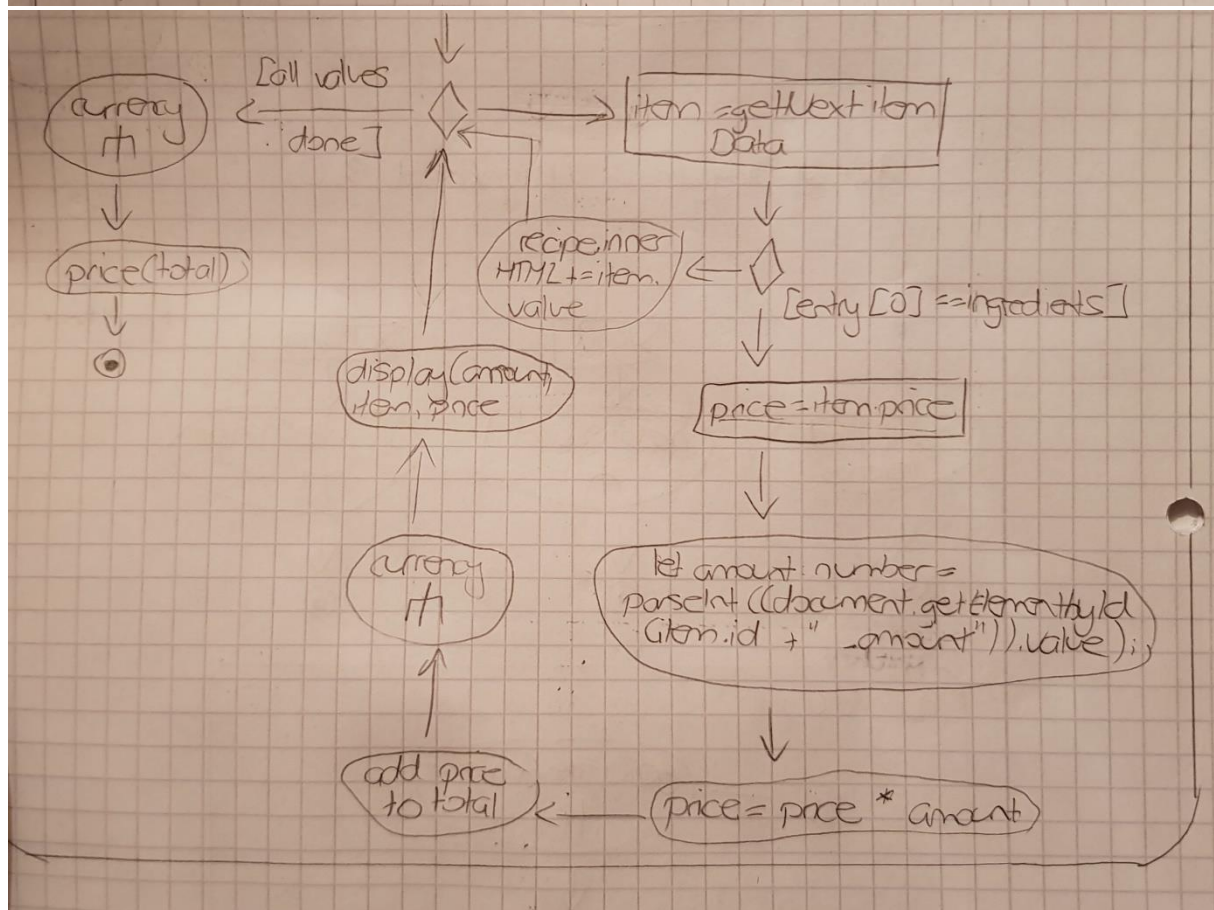 [all values
done]
currency
price(total)
item =getNext item
Data
recipe.inner
HTML+=item.
value
[entry [0] ==ingredients]
display(amount,
item, price
price=item.price
currency
let amount: number=
parseInt ((document.getElementbyId
(item.id + "_amount")).value);
add price
to total
price= price * amount